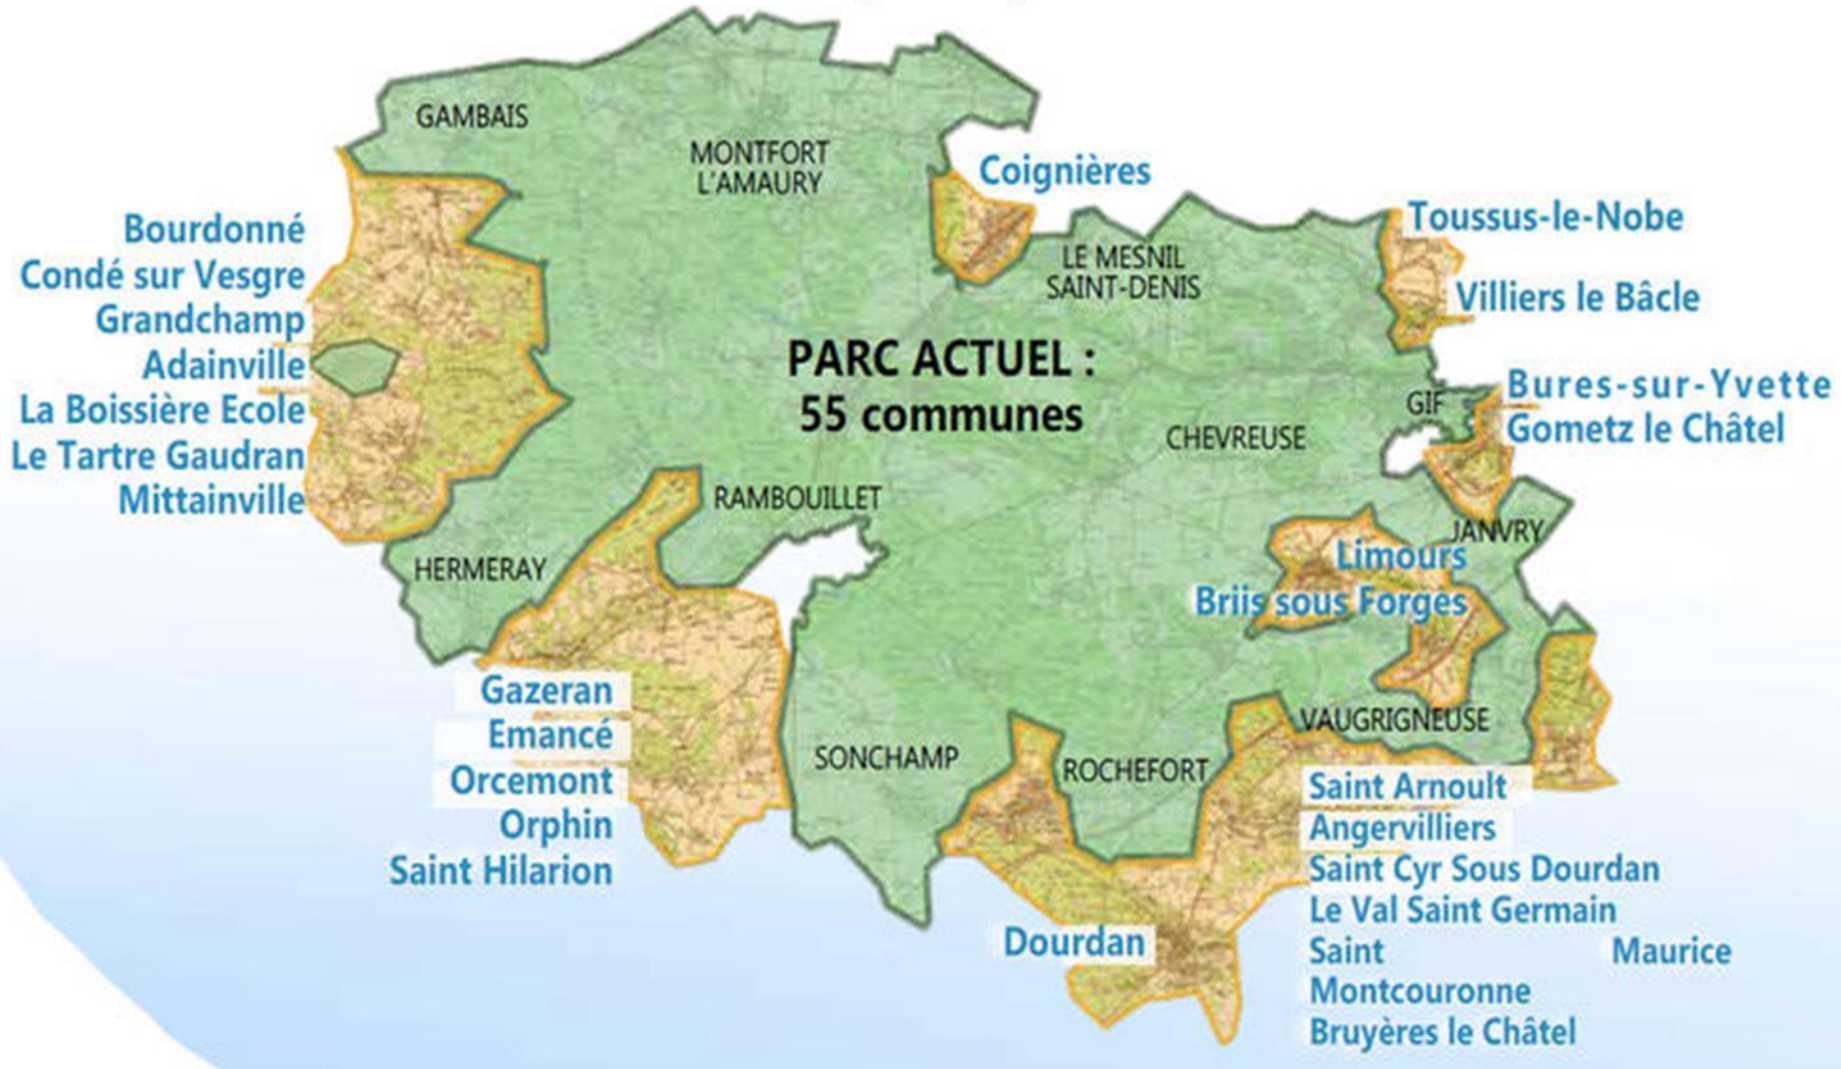 GAMBAIS
MONTFORT
L'AMAURY
Coignières
Toussus-le-Nobe
Bourdonné
Condé sur Vesgre
Grandchamp
Adainville
La Boissière Ecole
Le Tartre Gaudran
Mittainville
LE MESNIL
SAINT-DENIS
Villiers le Bâcle
PARC ACTUEL :
55 communes
Bures-sur-Yvette
Gometz le Châtel
GIF
CHEVREUSE
RAMBOUILLET
HERMERAY
JANVRY
Limours
Briis sous Forges
Gazeran
Emancé
Orcemont
Orphin
Saint Hilarion
SONCHAMP
ROCHEFORT
VAUGRIGNEUSE
Dourdan
Saint Arnoult
Angervilliers
Saint Cyr Sous Dourdan
Le Val Saint Germain
Saint Maurice
Montcouronne
Bruyères le Châtel